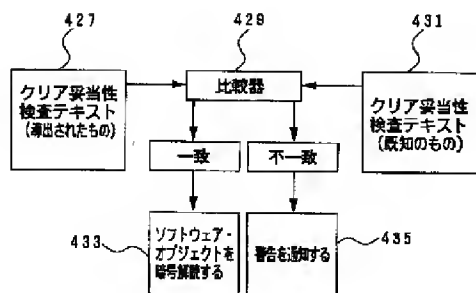 427
429
431
クリア妥当性
検査テキスト
(導出されたもの)
比較器
クリア妥当性
検査テキスト
(既知のもの)
一致
不一致
433
ソフトウェア・
オブジェクトを
暗号解読する
警告を通知する
435